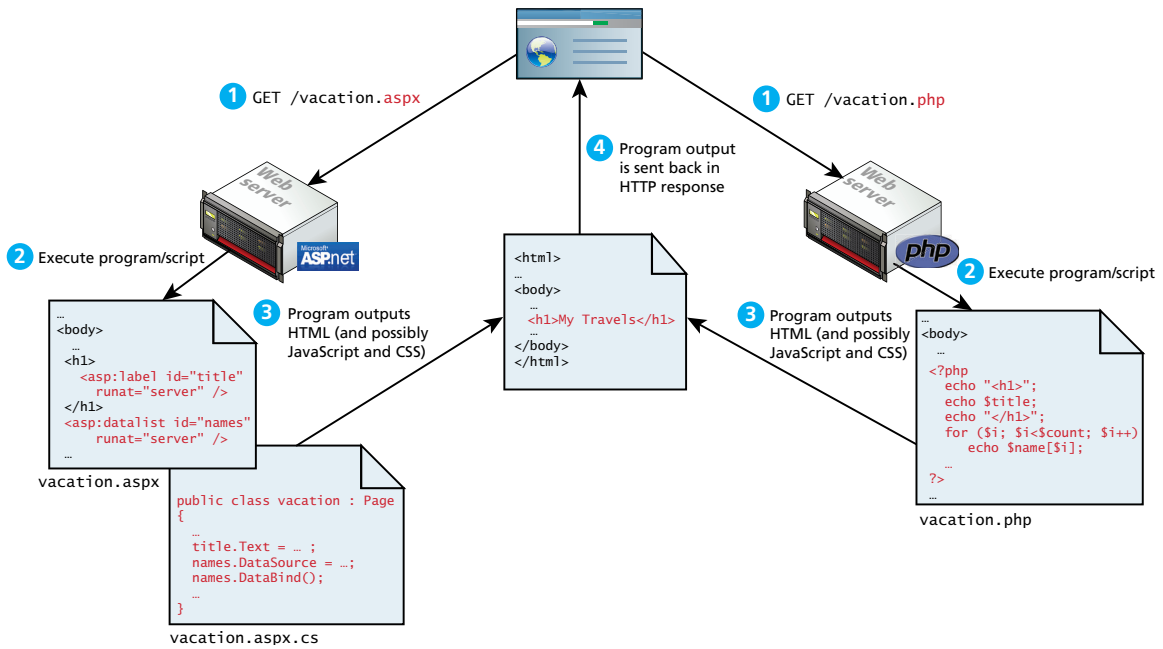 1 GET /vacation.aspx
1 GET /vacation.php
4 Program output
is sent back in
HTTP response
Web
server
Microsoft
ASP.net
Web
server
php
2 Execute program/script
2 Execute program/script
3 Program outputs
HTML (and possibly
JavaScript and CSS)
3 Program outputs
HTML (and possibly
JavaScript and CSS)
…
<body>
…
<h1>
<asp:label id="title"
runat="server" />
</h1>
<asp:datalist id="names"
runat="server" />
…
vacation.aspx
public class vacation : Page
{
…
title.Text = … ;
names.DataSource = …;
names.DataBind();
…
}
vacation.aspx.cs
<html>
…
<body>
…
<h1>My Travels</h1>
…
</body>
</html>
…
<body>
…
<?php
echo "<h1>";
echo $title;
echo "</h1>";
for ($i; $i<$count; $i++)
echo $name[$i];
…
?>
…
vacation.php